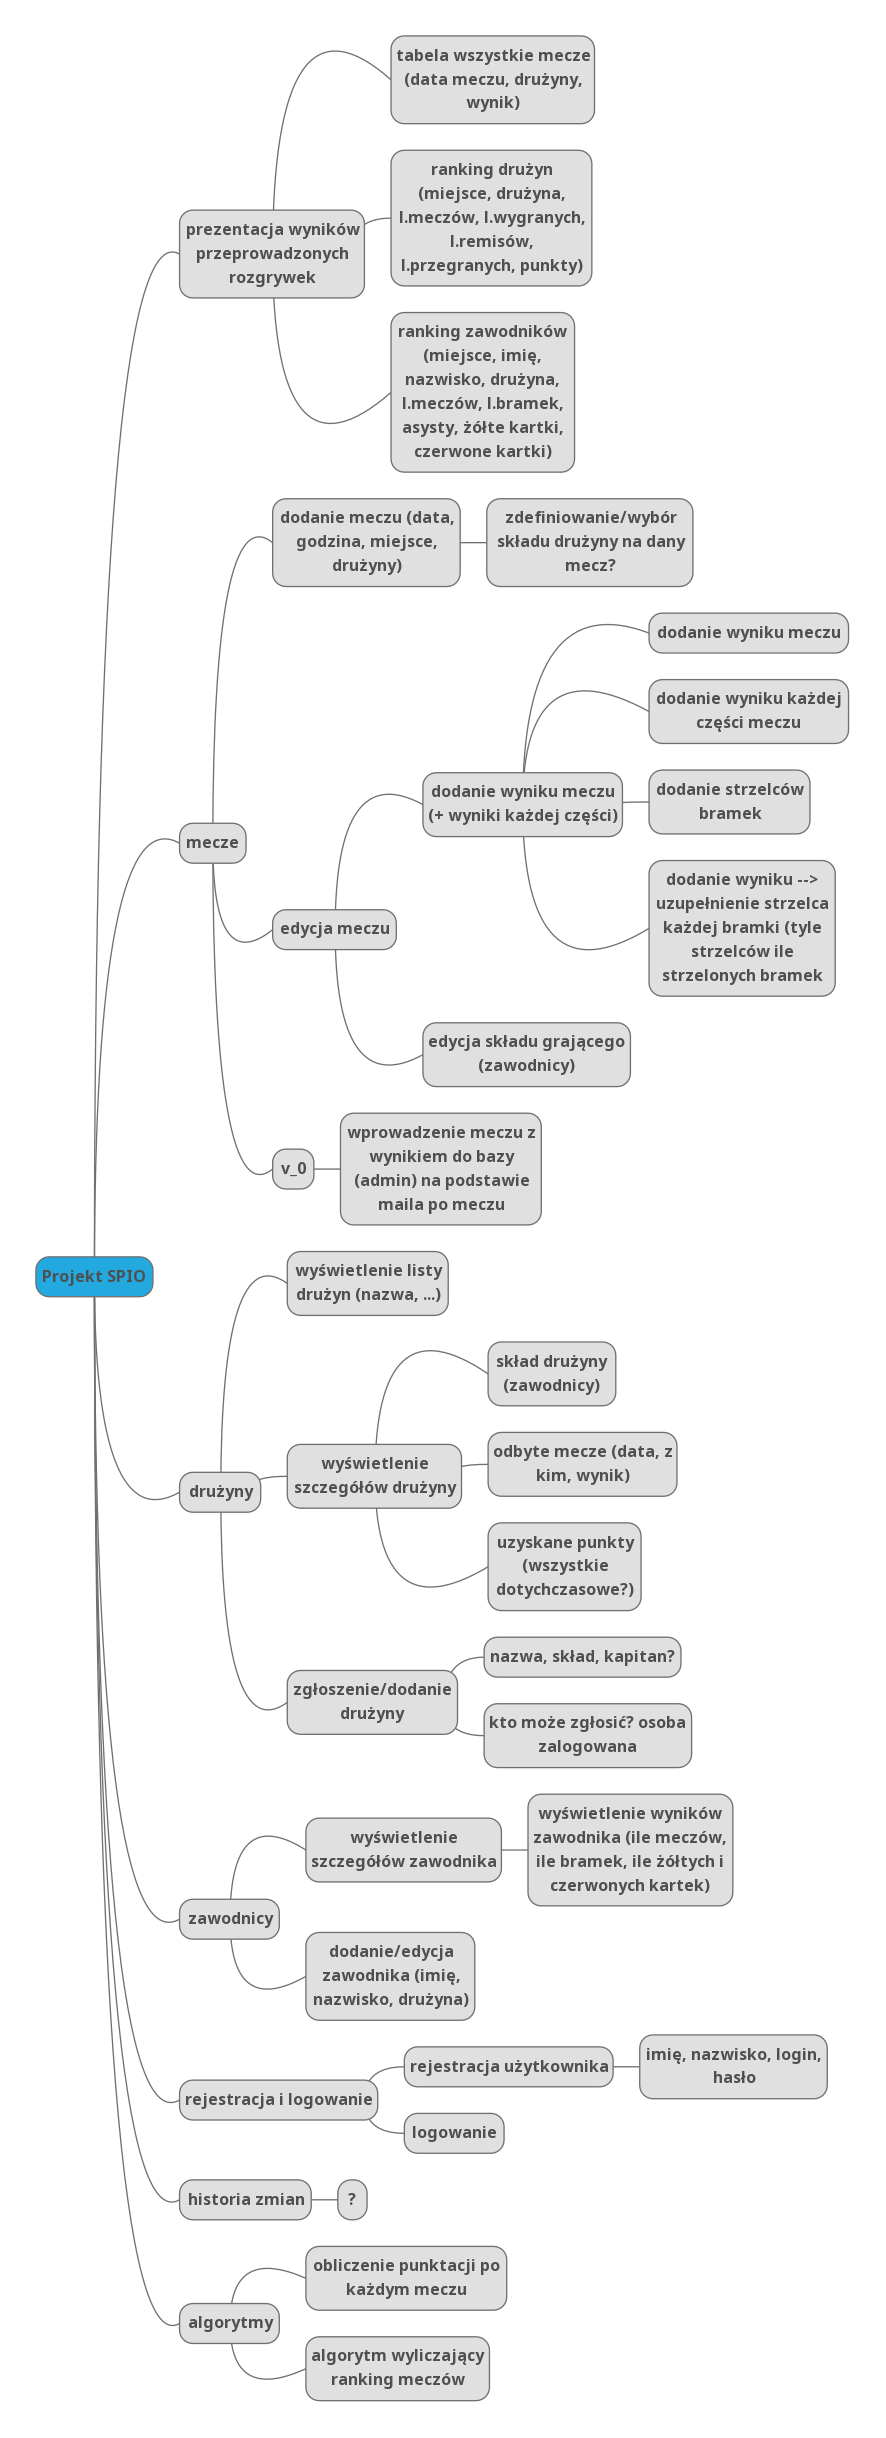 tabela wszystkie mecze
(data meczu, drużyny,
wynik)
ranking drużyn
(miejsce, drużyna,
l.meczów, l.wygranych,
l.remisów,
l.przegranych, punkty)
prezentacja wyników
przeprowadzonych
rozgrywek
ranking zawodników
(miejsce, imię,
nazwisko, drużyna,
l.meczów, l.bramek,
asysty, żółte kartki,
czerwone kartki)
dodanie meczu (data,
godzina, miejsce,
drużyny)
zdefiniowanie/wybór
składu drużyny na dany
mecz?
dodanie wyniku meczu
dodanie wyniku każdej
części meczu
dodanie wyniku meczu
(+ wyniki każdej części)
dodanie strzelców
bramek
mecze
dodanie wyniku -->
uzupełnienie strzelca
każdej bramki (tyle
strzelców ile
strzelonych bramek
edycja meczu
edycja składu grającego
(zawodnicy)
v_0
wprowadzenie meczu z
wynikiem do bazy
(admin) na podstawie
maila po meczu
Projekt SPIO
wyświetlenie listy
drużyn (nazwa, ...)
skład drużyny
(zawodnicy)
wyświetlenie
szczegółów drużyny
odbyte mecze (data, z
kim, wynik)
drużyny
uzyskane punkty
(wszystkie
dotychczasowe?)
nazwa, skład, kapitan?
zgłoszenie/dodanie
drużyny
kto może zgłosić? osoba
zalogowana
wyświetlenie
szczegółów zawodnika
wyświetlenie wyników
zawodnika (ile meczów,
ile bramek, ile żółtych i
czerwonych kartek)
zawodnicy
dodanie/edycja
zawodnika (imię,
nazwisko, drużyna)
rejestracja użytkownika
imię, nazwisko, login,
hasło
rejestracja i logowanie
logowanie
historia zmian
?
obliczenie punktacji po
każdym meczu
algorytmy
algorytm wyliczający
ranking meczów